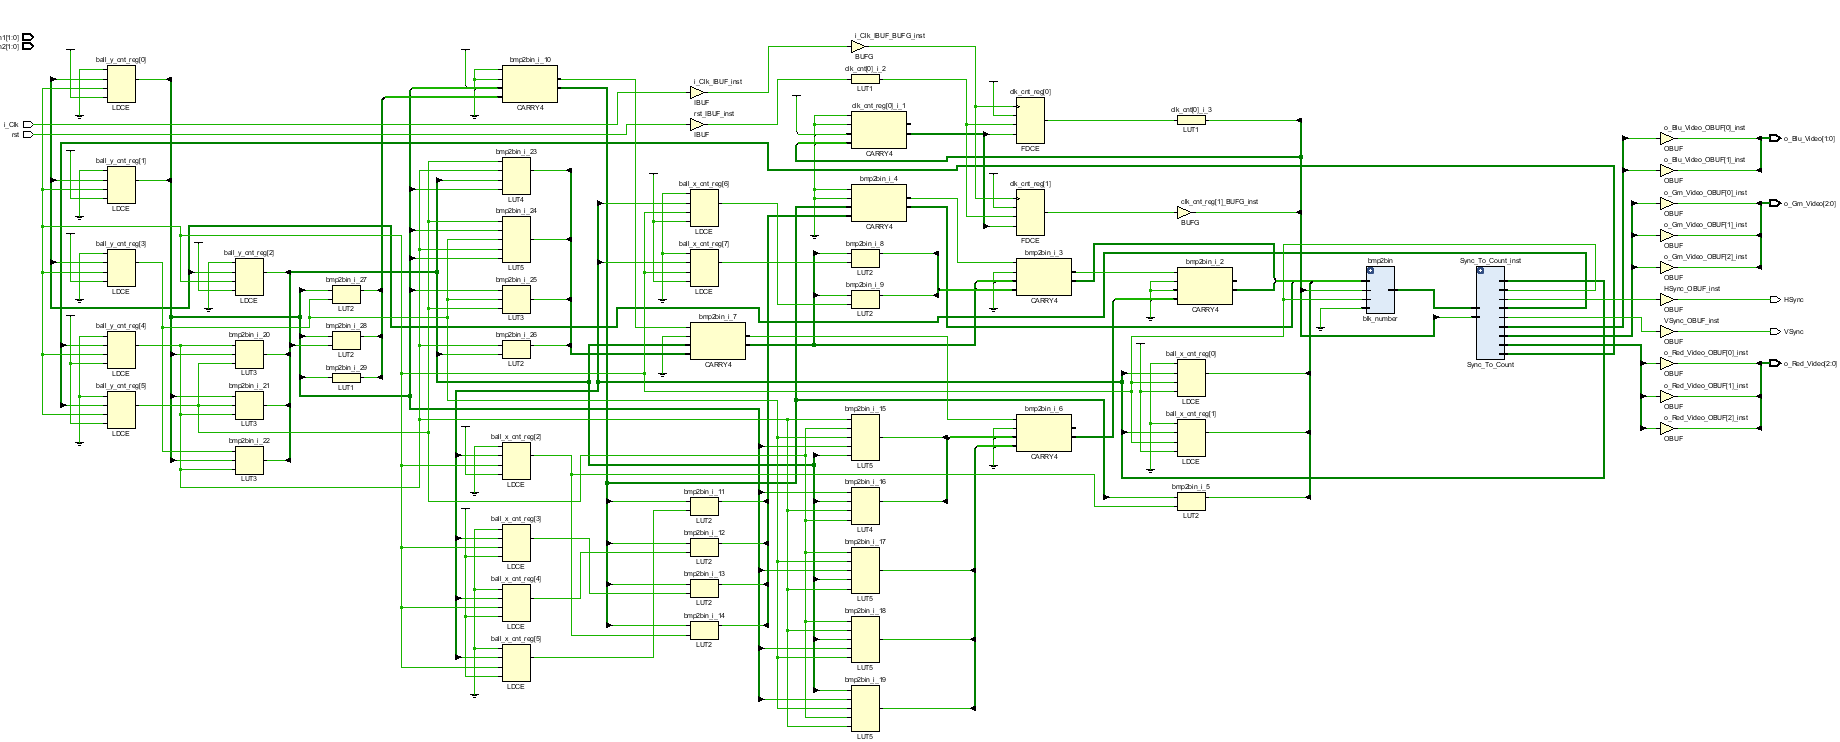 n1[1:0]
n2[1:0]
i_Clk
rst
ball_y_cnt_reg[0]
LDCE
ball_y_cnt_reg[1]
LDCE
ball_y_cnt_reg[3]
LDCE
ball_y_cnt_reg[4]
LDCE
ball_y_cnt_reg[5]
LDCE
ball_y_cnt_reg[2]
LDCE
bmp2bin_i_20
LUT3
bmp2bin_i_21
LUT3
bmp2bin_i_22
LUT3
bmp2bin_i_27
LUT2
bmp2bin_i_28
LUT2
bmp2bin_i_29
LUT1
bmp2bin_i_10
CARRY4
bmp2bin_i_23
LUT4
bmp2bin_i_24
LUT5
bmp2bin_i_25
LUT3
bmp2bin_i_26
LUT2
ball_x_cnt_reg[2]
LDCE
ball_x_cnt_reg[3]
LDCE
ball_x_cnt_reg[4]
LDCE
ball_x_cnt_reg[5]
LDCE
i_Clk_IBUF_inst
IBUF
rst_IBUF_inst
IBUF
ball_x_cnt_reg[6]
LDCE
ball_x_cnt_reg[7]
LDCE
bmp2bin_i_7
CARRY4
bmp2bin_i_11
LUT2
bmp2bin_i_12
LUT2
bmp2bin_i_13
LUT2
bmp2bin_i_14
LUT2
i_Clk_IBUF_BUFG_inst
BUFG
clk_cnt[0]_i_2
LUT1
clk_cnt_reg[0]_i_1
CARRY4
bmp2bin_i_4
CARRY4
bmp2bin_i_8
LUT2
bmp2bin_i_9
LUT2
bmp2bin_i_15
LUT5
bmp2bin_i_16
LUT4
bmp2bin_i_17
LUT5
bmp2bin_i_18
LUT5
bmp2bin_i_19
LUT5
clk_cnt_reg[0]
FDCE
clk_cnt_reg[1]
FDCE
bmp2bin_i_3
CARRY4
bmp2bin_i_6
CARRY4
clk_cnt[0]_i_3
LUT1
clk_cnt_reg[1]_BUFG_inst
BUFG
bmp2bin_i_2
CARRY4
ball_x_cnt_reg[0]
LDCE
ball_x_cnt_reg[1]
LDCE
bmp2bin_i_5
LUT2
bmp2bin
blk_number
Sync_To_Count_inst
Sync_To_Count
o_Blu_Video_OBUF[0]_inst
OBUF
o_Blu_Video[1:0]
o_Blu_Video_OBUF[1]_inst
OBUF
o_Grn_Video_OBUF[0]_inst
OBUF
o_Grn_Video[2:0]
o_Grn_Video_OBUF[1]_inst
OBUF
o_Grn_Video_OBUF[2]_inst
OBUF
HSync_OBUF_inst
OBUF
HSync
VSync_OBUF_inst
OBUF
VSync
o_Red_Video_OBUF[0]_inst
OBUF
o_Red_Video[2:0]
o_Red_Video_OBUF[1]_inst
OBUF
o_Red_Video_OBUF[2]_inst
OBUF